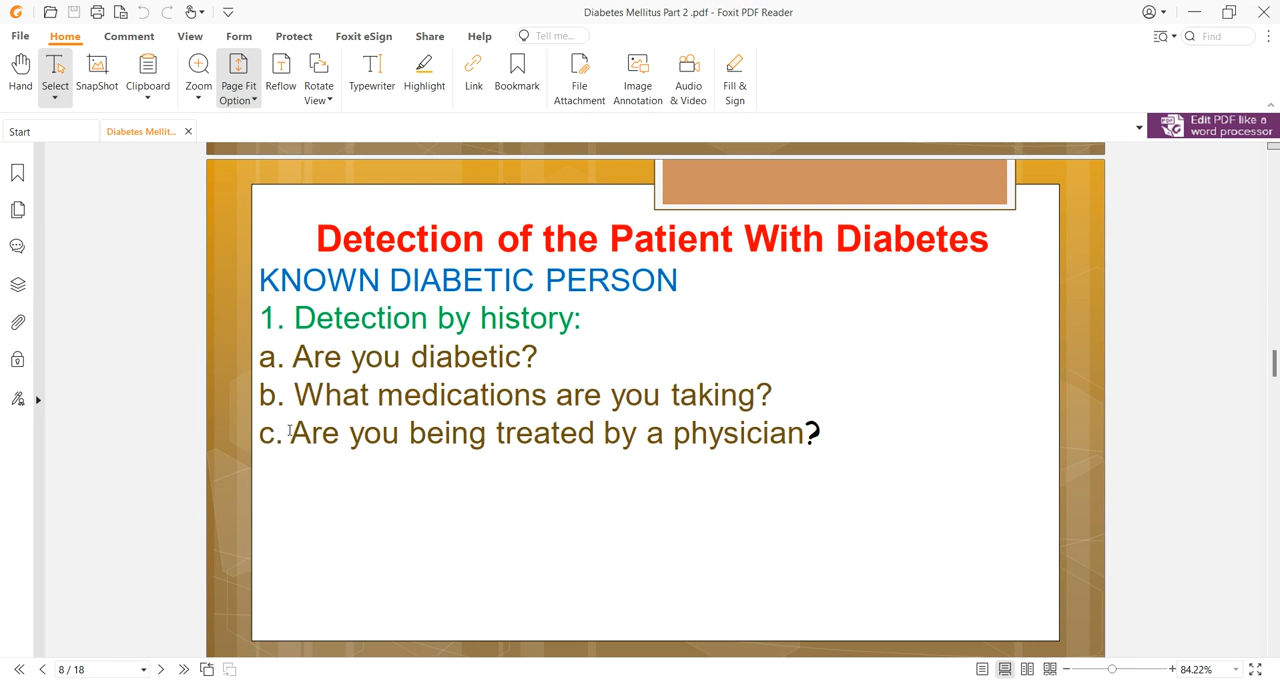 Diabetes Mellitus Part 2 .pdf - Foxit PDF Reader
File Home Comment View Form Protect Foxit eSign Share Help Tell me... Find
Hand Select SnapShot Clipboard Zoom Page Fit Option Reflow Rotate View Typewriter Highlight Link Bookmark File Attachment Image Annotation Audio & Video Fill & Sign
Start Diabetes Mellit... Edit PDF like a word processor
Detection of the Patient With Diabetes
KNOWN DIABETIC PERSON
1. Detection by history:
a. Are you diabetic?
b. What medications are you taking?
c. Are you being treated by a physician?
8 / 18 84.22%